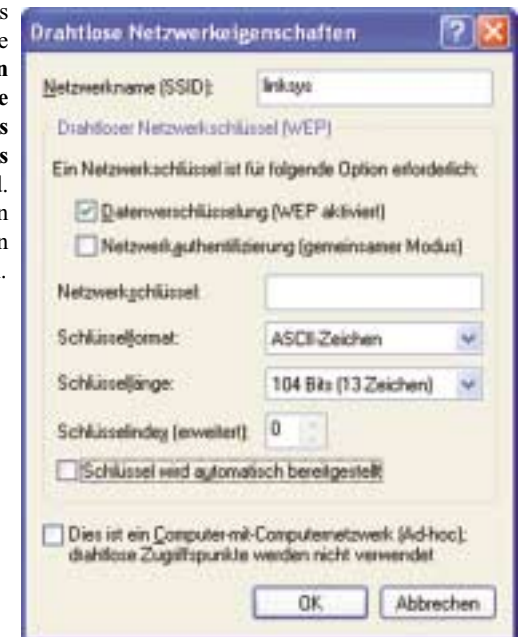 s
e
n
e
s
s
l.
n
n
.
Drahtlose Netzwerkeigenschaften
Netzwerkname (SSID): linksys
Drahtloser Netzwerkschlüssel (WEP)
Ein Netzwerkschlüssel ist für folgende Option erforderlich:
Datenverschlüsselung (WEP aktiviert)
Netzwerkauthentifizierung (gemeinsamer Modus)
Netzwerkschlüssel:
Schlüsselformat: ASCII-Zeichen
Schlüssellänge: 104 Bits (13 Zeichen)
Schlüsselindex (erweitert): 0
Schlüssel wird automatisch bereitgestellt
Dies ist ein Computer-mit-Computernetzwerk (Ad-hoc);
drahtlose Zugriffspunkte werden nicht verwendet
OK Abbrechen